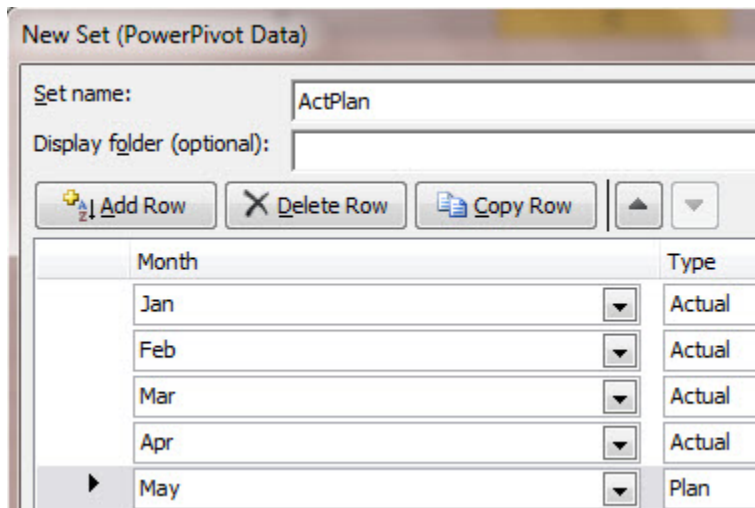 New Set (PowerPivot Data)
Set name: ActPlan
Display folder (optional):
Add Row Delete Row Copy Row
Month Type
Jan Actual
Feb Actual
Mar Actual
Apr Actual
May Plan